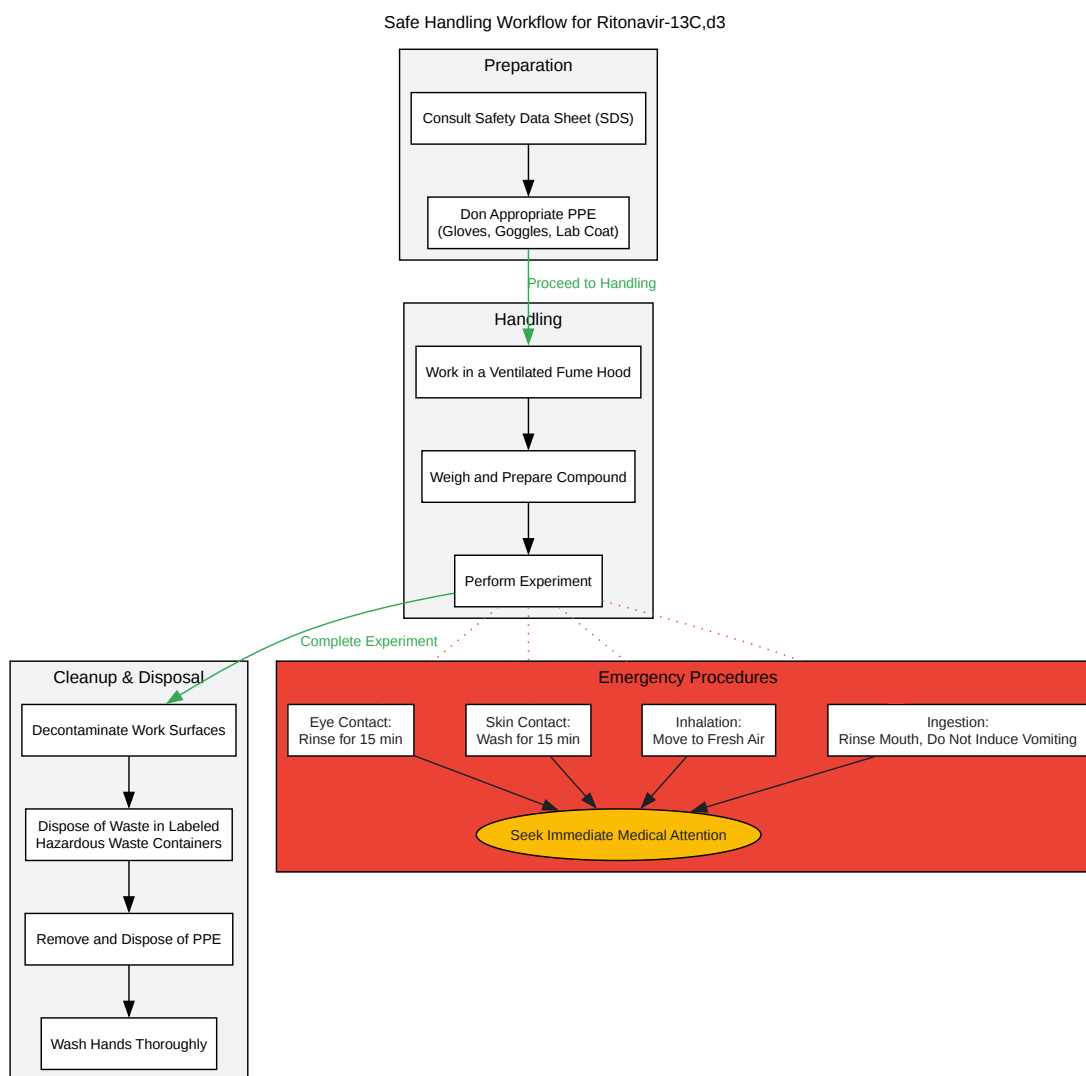 Safe Handling Workflow for Ritonavir-13C,d3
Preparation
Consult Safety Data Sheet (SDS)
Don Appropriate PPE
(Gloves, Goggles, Lab Coat)
Proceed to Handling
Handling
Work in a Ventilated Fume Hood
Weigh and Prepare Compound
Perform Experiment
Complete Experiment
Cleanup & Disposal
Decontaminate Work Surfaces
Dispose of Waste in Labeled
Hazardous Waste Containers
Remove and Dispose of PPE
Wash Hands Thoroughly
Emergency Procedures
Eye Contact:
Rinse for 15 min
Skin Contact:
Wash for 15 min
Inhalation:
Move to Fresh Air
Ingestion:
Rinse Mouth, Do Not Induce Vomiting
Seek Immediate Medical Attention